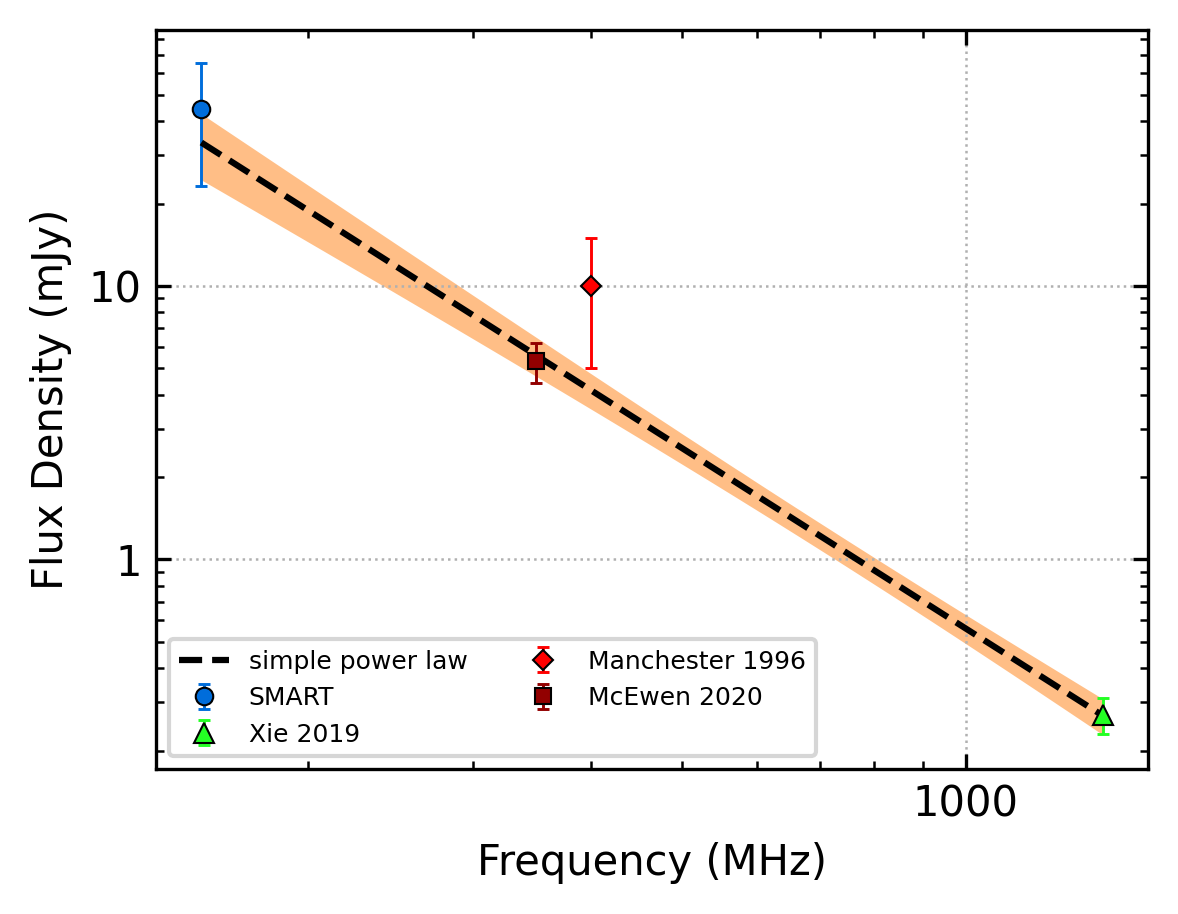 Flux Density (mJy)
10
1
simple power law
SMART
Xie 2019
Manchester 1996
McEwen 2020
1000
Frequency (MHz)